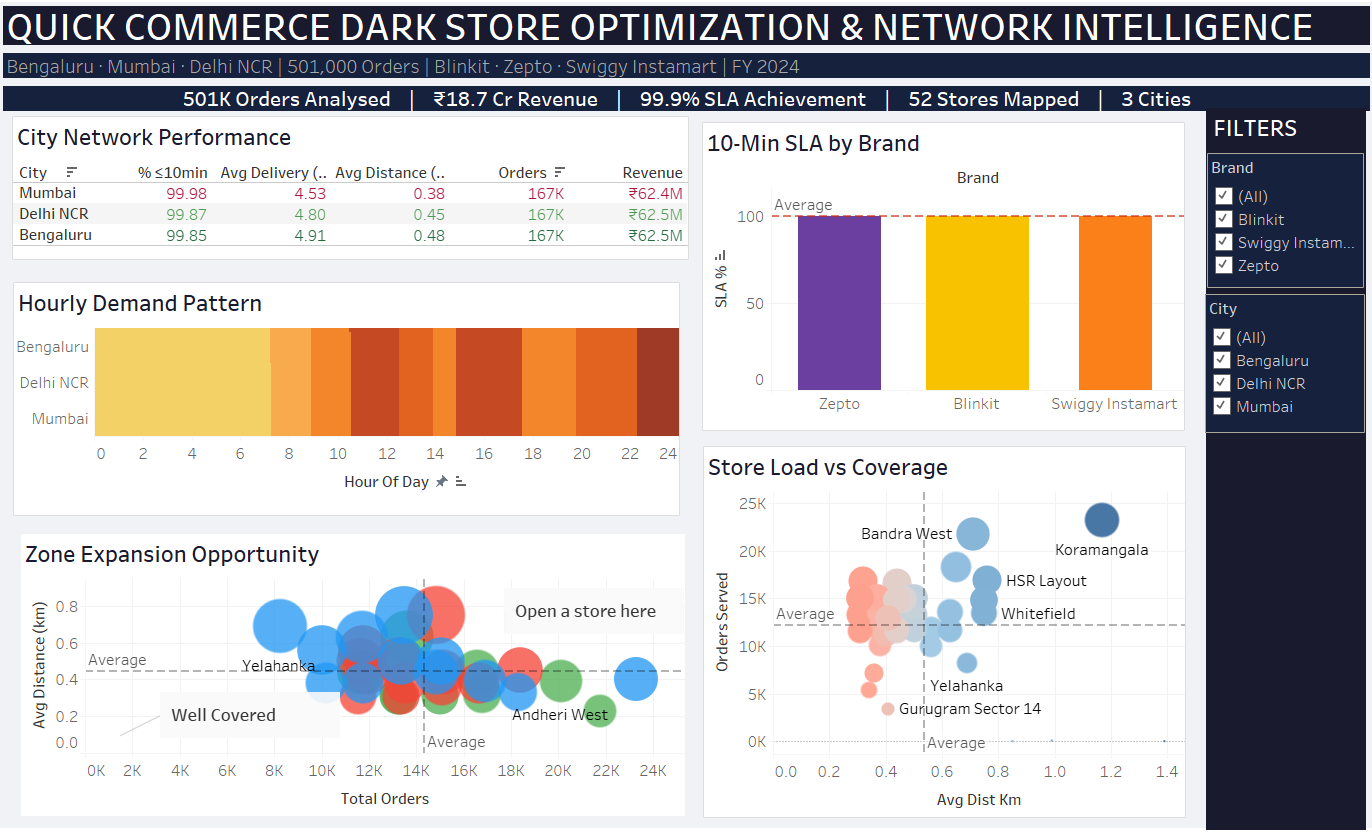 QUICK COMMERCE DARK STORE OPTIMIZATION & NETWORK INTELLIGENCE
Bengaluru · Mumbai · Delhi NCR | 501,000 Orders | Blinkit · Zepto · Swiggy Instamart | FY 2024
501K Orders Analysed | ₹18.7 Cr Revenue | 99.9% SLA Achievement | 52 Stores Mapped | 3 Cities
City Network Performance
City % ≤10min Avg Delivery (.. Avg Distance (.. Orders Revenue
Mumbai 99.98 4.53 0.38 167K ₹62.4M
Delhi NCR 99.87 4.80 0.45 167K ₹62.5M
Bengaluru 99.85 4.91 0.48 167K ₹62.5M
Hourly Demand Pattern
Bengaluru
Delhi NCR
Mumbai
0 2 4 6 8 10 12 14 16 18 20 22 24
Hour Of Day
Zone Expansion Opportunity
Avg Distance (km)
0.8
0.6
0.4
0.2
0.0
Average
Yelahanka
Open a store here
Well Covered
Andheri West
Average
0K 2K 4K 6K 8K 10K 12K 14K 16K 18K 20K 22K 24K
Total Orders
10-Min SLA by Brand
Brand
Average
SLA %
100
50
0
Zepto Blinkit Swiggy Instamart
Store Load vs Coverage
Orders Served
25K
20K
15K
10K
5K
0K
Bandra West
Koramangala
HSR Layout
Whitefield
Average
Yelahanka
Gurugram Sector 14
Average
0.0 0.2 0.4 0.6 0.8 1.0 1.2 1.4
Avg Dist Km
FILTERS
Brand
(All)
Blinkit
Swiggy Instam...
Zepto
City
(All)
Bengaluru
Delhi NCR
Mumbai